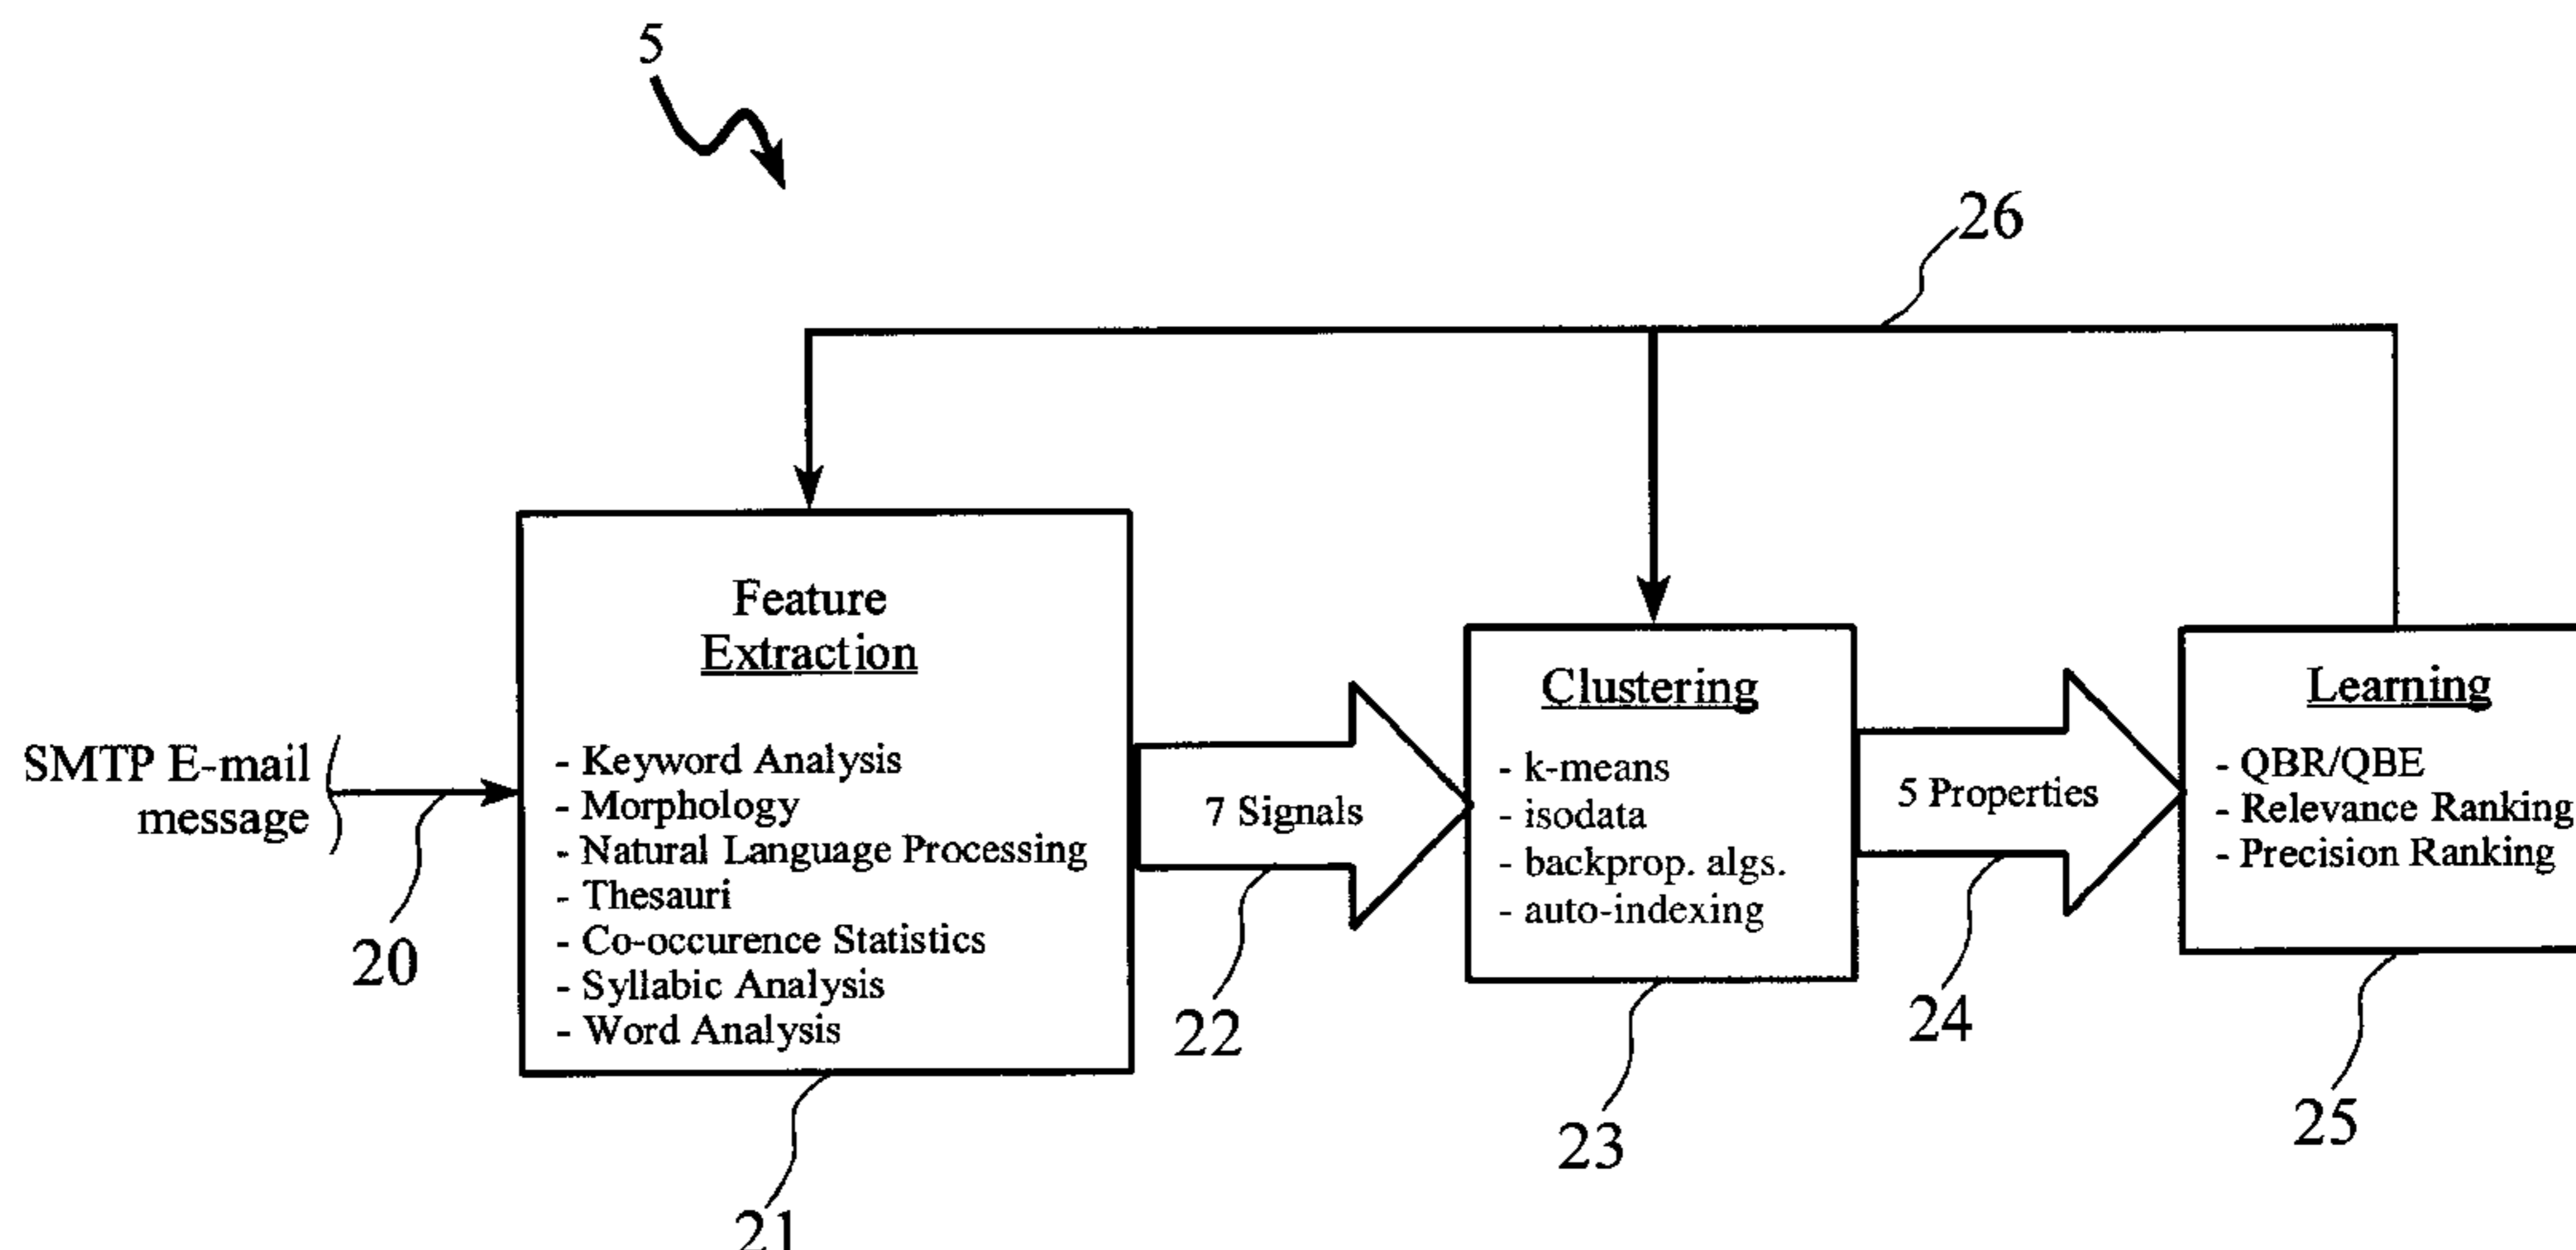 5
26
Feature
Extraction
- Keyword Analysis
- Morphology
- Natural Language Processing
- Thesauri
- Co-occurence Statistics
- Syllabic Analysis
- Word Analysis
SMTP E-mail
message
20
21
7 Signals
22
Clustering
- k-means
- isodata
- backprop. algs.
- auto-indexing
23
5 Properties
24
Learning
- QBR/QBE
- Relevance Ranking
- Precision Ranking
25